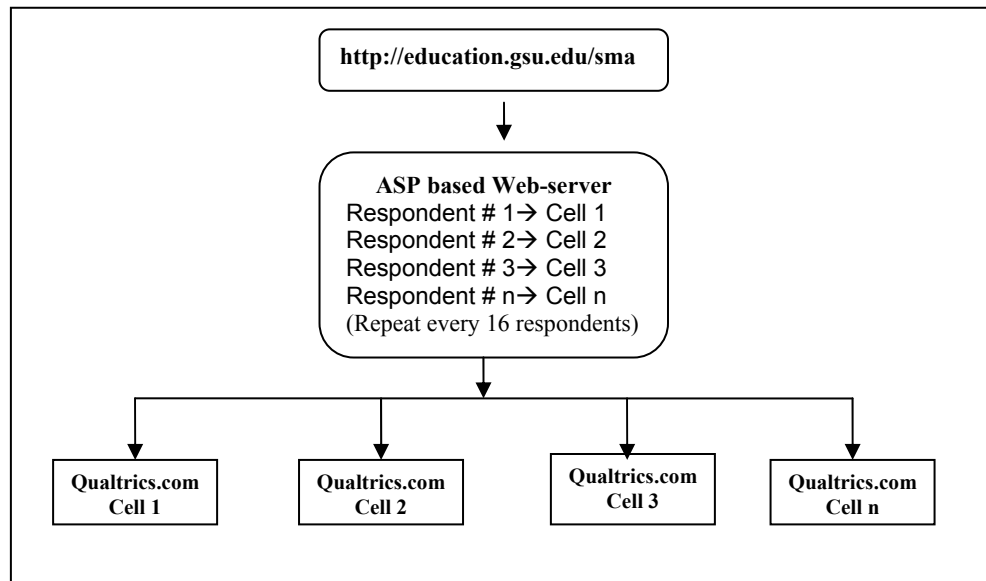 http://education.gsu.edu/sma
ASP based Web-server
Respondent # 1→ Cell 1
Respondent # 2→ Cell 2
Respondent # 3→ Cell 3
Respondent # n→ Cell n
(Repeat every 16 respondents)
Qualtrics.com
Cell 1
Qualtrics.com
Cell 2
Qualtrics.com
Cell 3
Qualtrics.com
Cell n